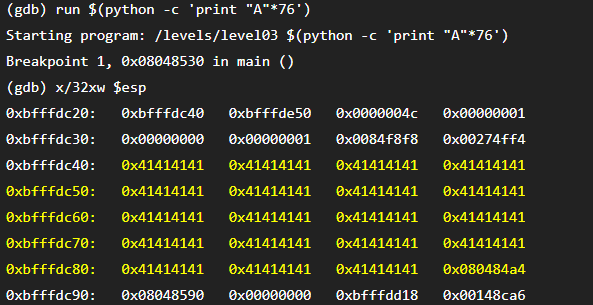 (gdb) run $(python -c 'print "A"*76')
Starting program: /levels/level03 $(python -c 'print "A"*76')
Breakpoint 1, 0x08048530 in main ()
(gdb) x/32xw $esp
0xbfffdc20: 0xbfffdc40 0xbfffde50 0x0000004c 0x00000001
0xbfffdc30: 0x00000000 0x00000001 0x0084f8f8 0x00274ff4
0xbfffdc40: 0x41414141 0x41414141 0x41414141 0x41414141
0xbfffdc50: 0x41414141 0x41414141 0x41414141 0x41414141
0xbfffdc60: 0x41414141 0x41414141 0x41414141 0x41414141
0xbfffdc70: 0x41414141 0x41414141 0x41414141 0x41414141
0xbfffdc80: 0x41414141 0x41414141 0x41414141 0x080484a4
0xbfffdc90: 0x08048590 0x00000000 0xbfffdd18 0x00148ca6